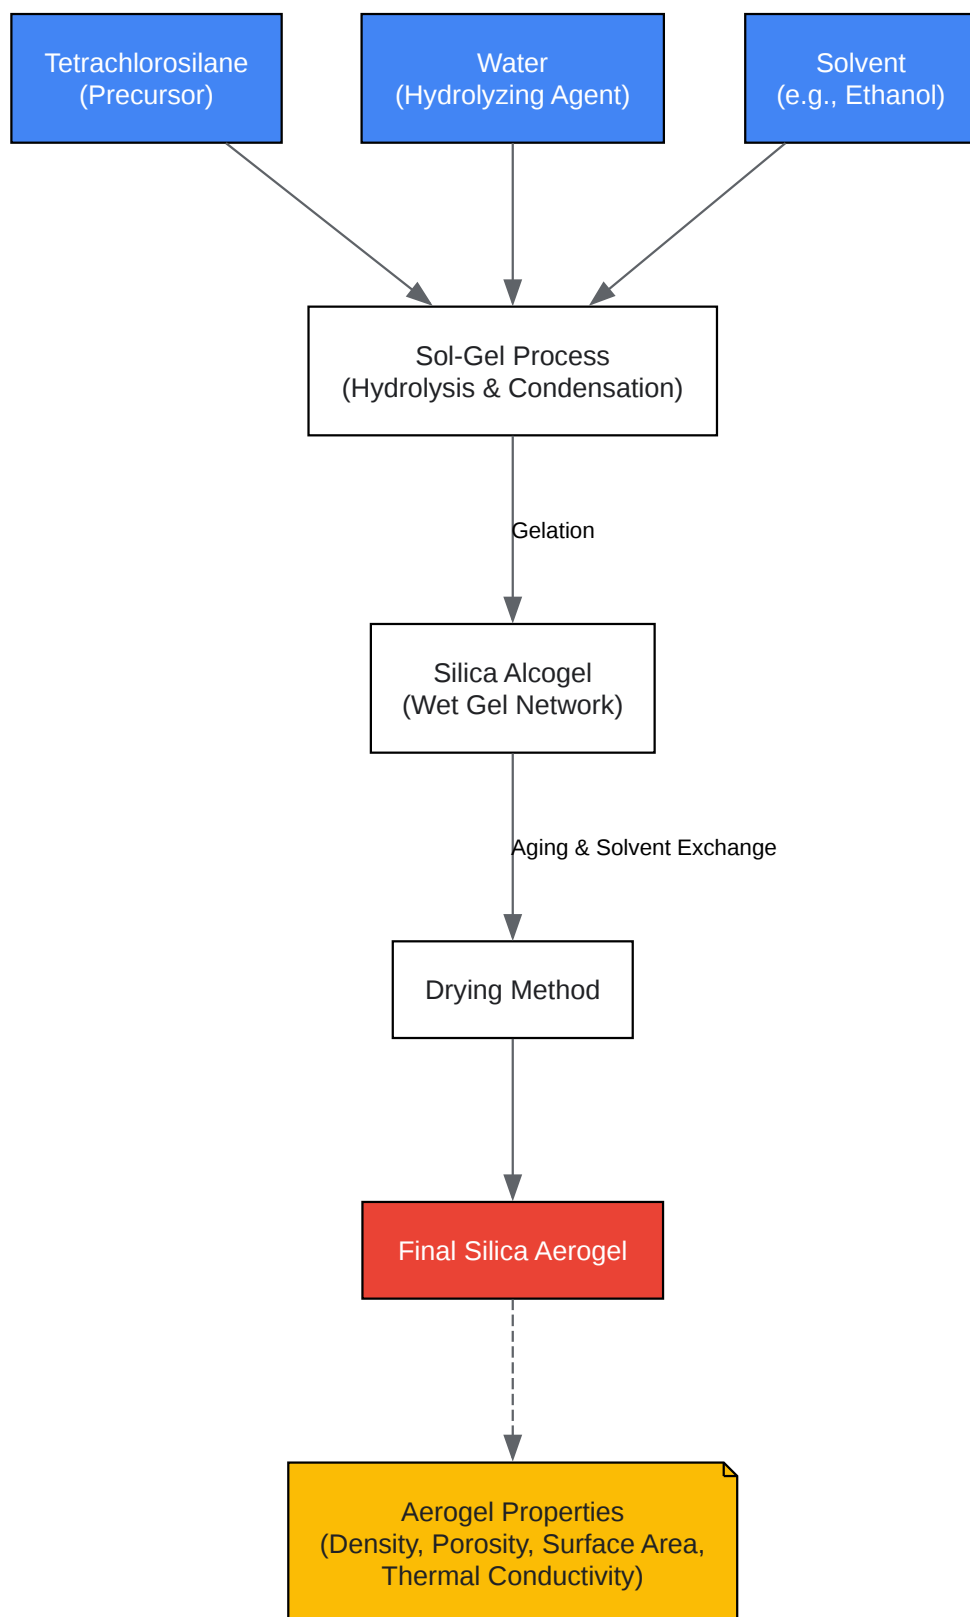 Tetrachlorosilane
(Precursor)
Water
(Hydrolyzing Agent)
Solvent
(e.g., Ethanol)
Sol-Gel Process
(Hydrolysis & Condensation)
Gelation
Silica Alcogel
(Wet Gel Network)
Aging & Solvent Exchange
Drying Method
Final Silica Aerogel
Aerogel Properties
(Density, Porosity, Surface Area,
Thermal Conductivity)